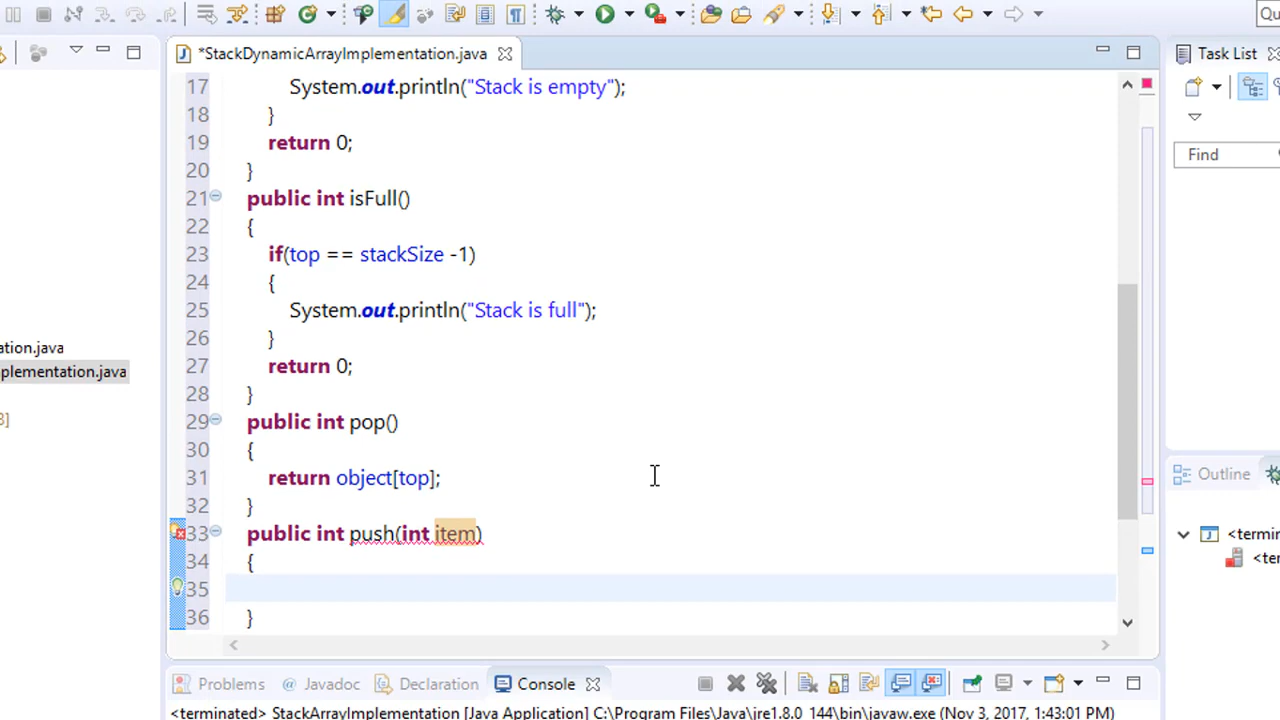 Qu
*StackDynamicArrayImplementation.java
Task List
17 System.out.println("Stack is empty");
18 }
19 return 0;
20 }
21 public int isFull()
22 {
23 if(top == stackSize -1)
24 {
25 System.out.println("Stack is full");
26 }
27 return 0;
28 }
29 public int pop()
30 {
31 return object[top];
32 }
33 public int push(int item)
34 {
35
36 }
Find
ation.java
plementation.java
3]
Outline
<termin
<ter
Problems @ Javadoc Declaration Console
<terminated> StackArrayImplementation [Java Application] C:\Program Files\Java\jre1.8.0_144\bin\javaw.exe (Nov 3, 2017, 1:43:01 PM)